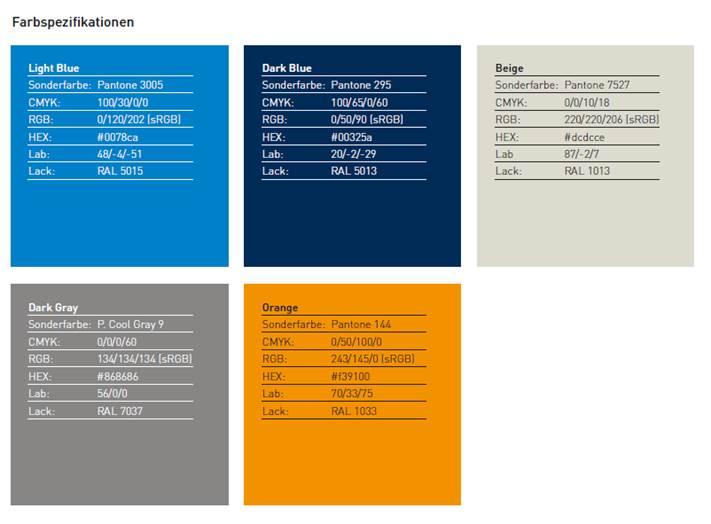 Farbspezifikationen
Light Blue
Sonderfarbe: Pantone 3005
CMYK: 100/30/0/0
RGB: 0/120/202 (sRGB)
HEX: #0078ca
Lab: 48/-4/-51
Lack: RAL 5015
Dark Blue
Sonderfarbe: Pantone 295
CMYK: 100/65/0/60
RGB: 0/50/90 (sRGB)
HEX: #00325a
Lab: 20/-2/-29
Lack: RAL 5013
Beige
Sonderfarbe: Pantone 7527
CMYK: 0/0/10/18
RGB: 220/220/206 (sRGB)
HEX: #dcdcce
Lab 87/-2/7
Lack: RAL 1013
Dark Gray
Sonderfarbe: P. Cool Gray 9
CMYK: 0/0/0/60
RGB: 134/134/134 (sRGB)
HEX: #868686
Lab: 56/0/0
Lack: RAL 7037
Orange
Sonderfarbe: Pantone 144
CMYK: 0/50/100/0
RGB: 243/145/0 (sRGB)
HEX: #f39100
Lab: 70/33/75
Lack: RAL 1033